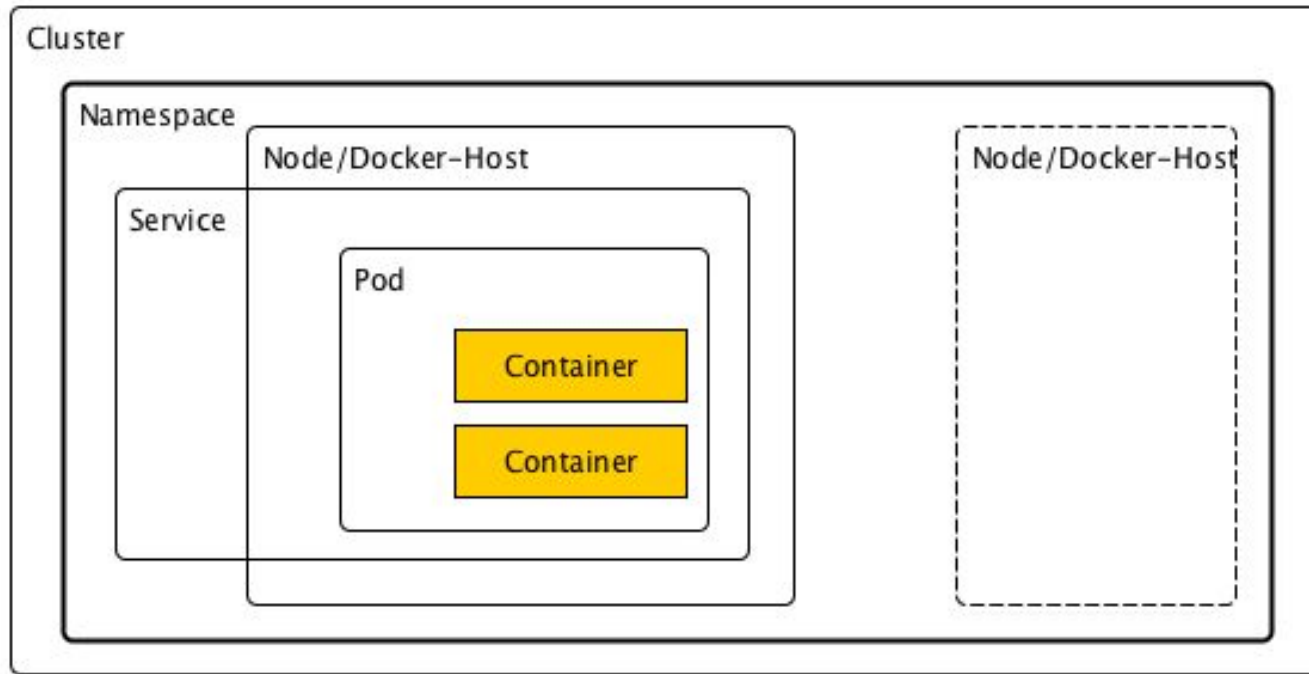 Cluster
Namespace
Node/Docker-Host
Node/Docker-Host
Service
Pod
Container
Container